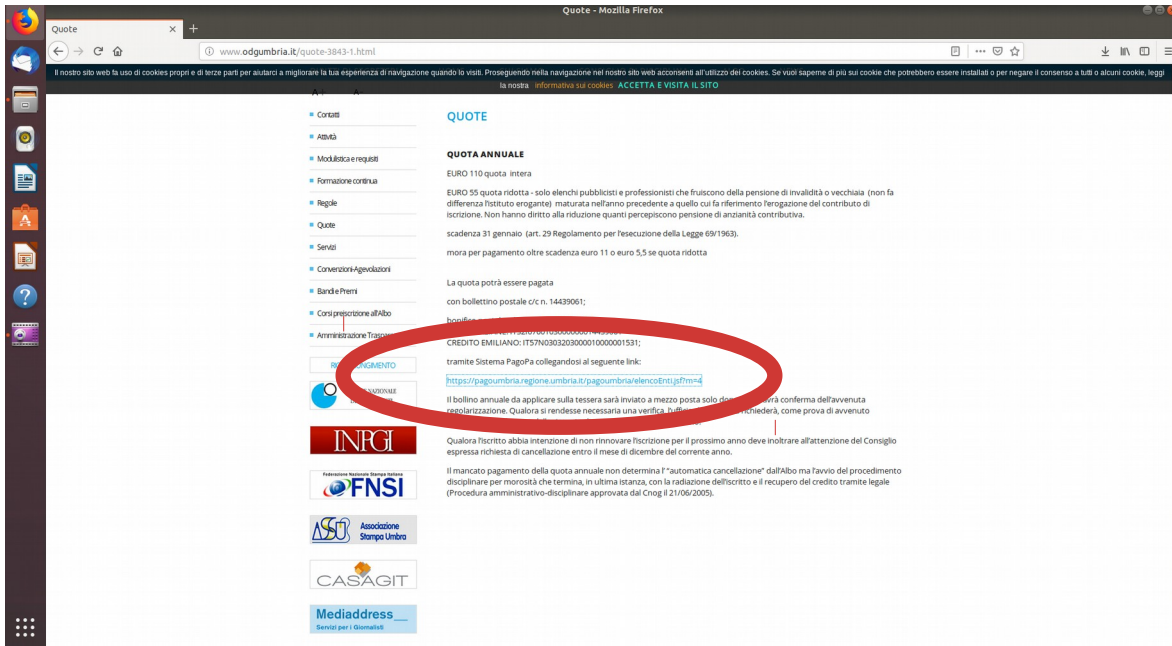 Quote - Mozilla Firefox
Quote
www.odgumbria.it/quote-3843-1.html
Il nostro sito web fa uso di cookies propri e di terze parti per aiutarci a migliorare la tua esperienza di navigazione quando lo visiti. Proseguendo nella navigazione nel nostro sito web acconsenti all'utilizzo dei cookies. Se vuoi saperne di più sui cookie che potrebbero essere installati o per negare il consenso a tutti o alcuni cookie, leggi
la nostra informativa sui cookies ACCETTA E VISITA IL SITO
A+ A-
Contatti
Attività
Modulistica e requisiti
Formazione continua
Regole
Quote
Servizi
Convenzioni-Agevolazioni
Bandi e Premi
Corsi preiscrizione all'Albo
Amministrazione
NAZIONALE
INPGI
Federazione Nazionale Stampa Italiana
FNSI
ASU Associazione
Stampa Umbra
CASAGIT
Mediaddress__
Servizi per i Giornalisti
QUOTE
QUOTA ANNUALE
EURO 110 quota intera
EURO 55 quota ridotta - solo elenchi pubblicisti e professionisti che fruiscono della pensione di invalidità o vecchiaia (non fa
differenza l'istituto erogante) maturata nell'anno precedente a quello cui fa riferimento l'erogazione del contributo di
iscrizione. Non hanno diritto alla riduzione quanti percepiscono pensione di anzianità contributiva.
scadenza 31 gennaio (art. 29 Regolamento per l'esecuzione della Legge 69/1963).
mora per pagamento oltre scadenza euro 11 o euro 5,5 se quota ridotta
La quota potrà essere pagata
con bollettino postale c/c n. 14439061;
bonifico
CREDITO EMILIANO: IT57N0303203000010000001531;
tramite Sistema PagoPa collegandosi al seguente link:
https://pagoumbria.regione.umbria.it/pagoumbria/elencoEnti.jsf?m=4
Il bollino annuale da applicare sulla tessera sarà inviato a mezzo posta solo conferma dell'avvenuta
regolarizzazione. Qualora si rendesse necessaria una verifica, richiederà, come prova di avvenuto
Qualora l'iscritto abbia intenzione di non rinnovare l'iscrizione per il prossimo anno deve inoltrare all'attenzione del Consiglio
espressa richiesta di cancellazione entro il mese di dicembre del corrente anno.
Il mancato pagamento della quota annuale non determina l' "automatica cancellazione" dall'Albo ma l'avvio del procedimento
disciplinare per morosità che termina, in ultima istanza, con la radiazione dell'iscritto e il recupero del credito tramite legale
(Procedura amministrativo-disciplinare approvata dal Cnog il 21/06/2005).